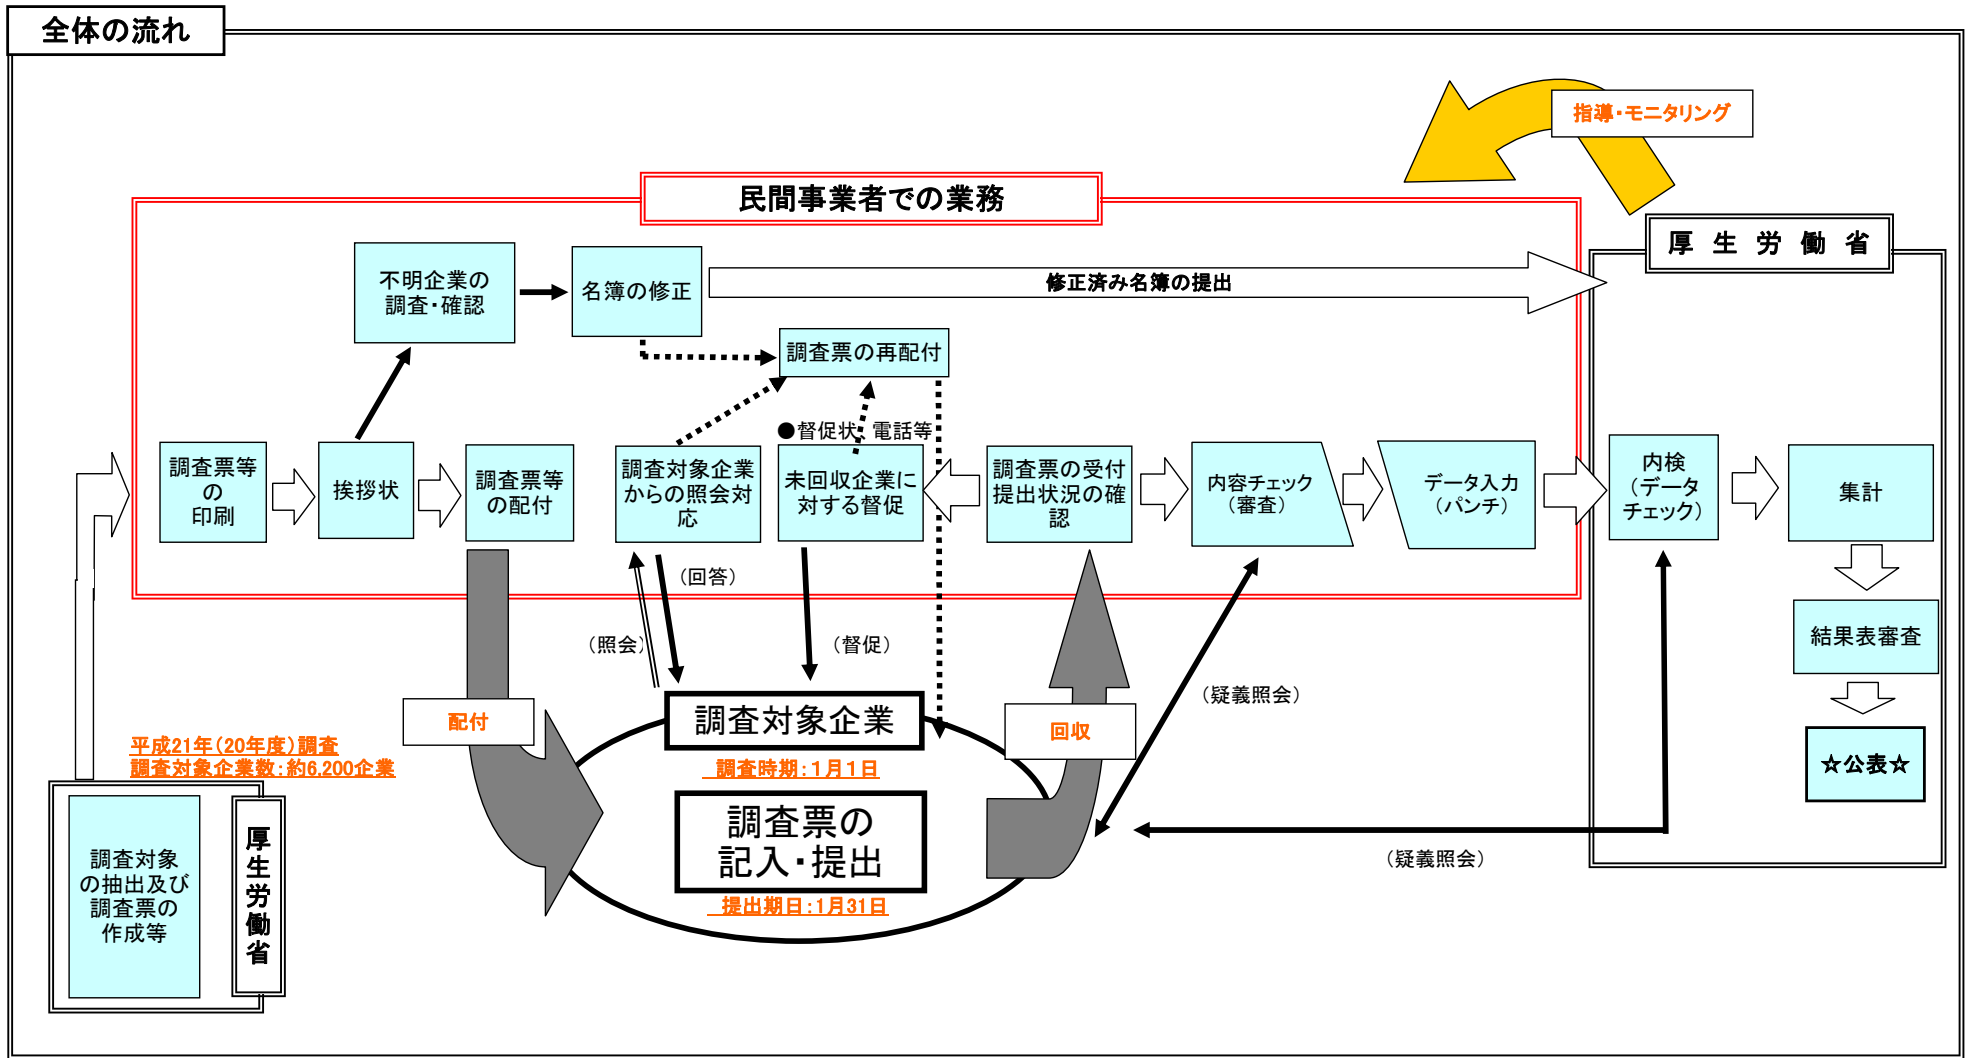 全体の流れ
指導・モニタリング
民間事業者での業務
厚生労働省
不明企業の
調査・確認
名簿の修正
修正済み名簿の提出
調査票の再配付
●督促状、電話等
調査票等
の
印刷
挨拶状
調査票等
の配付
調査対象企業
からの照会対
応
未回収企業に
対する督促
調査票の受付
提出状況の確
認
内容チェック
（審査）
データ入力
（パンチ）
内検
（データ
チェック）
集計
（回答）
（照会）
（督促）
（疑義照会）
結果表審査
配付
調査対象企業
回収
平成21年（20年度）調査
調査対象企業数：約6,200企業
調査時期：1月1日
☆公表☆
調査票の
記入・提出
（疑義照会）
提出期日：1月31日
調査対象
の抽出及び
調査票の
作成等
厚生労働省